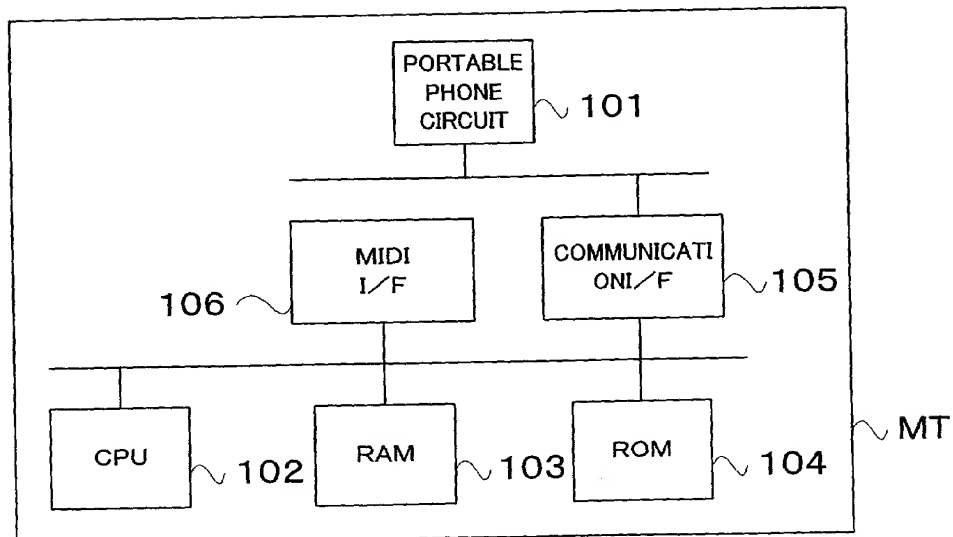 PORTABLE
PHONE
CIRCUIT
101
MIDI
I/F
106
COMMUNICATI
ONI/F
105
CPU
102
RAM
103
ROM
104
MT